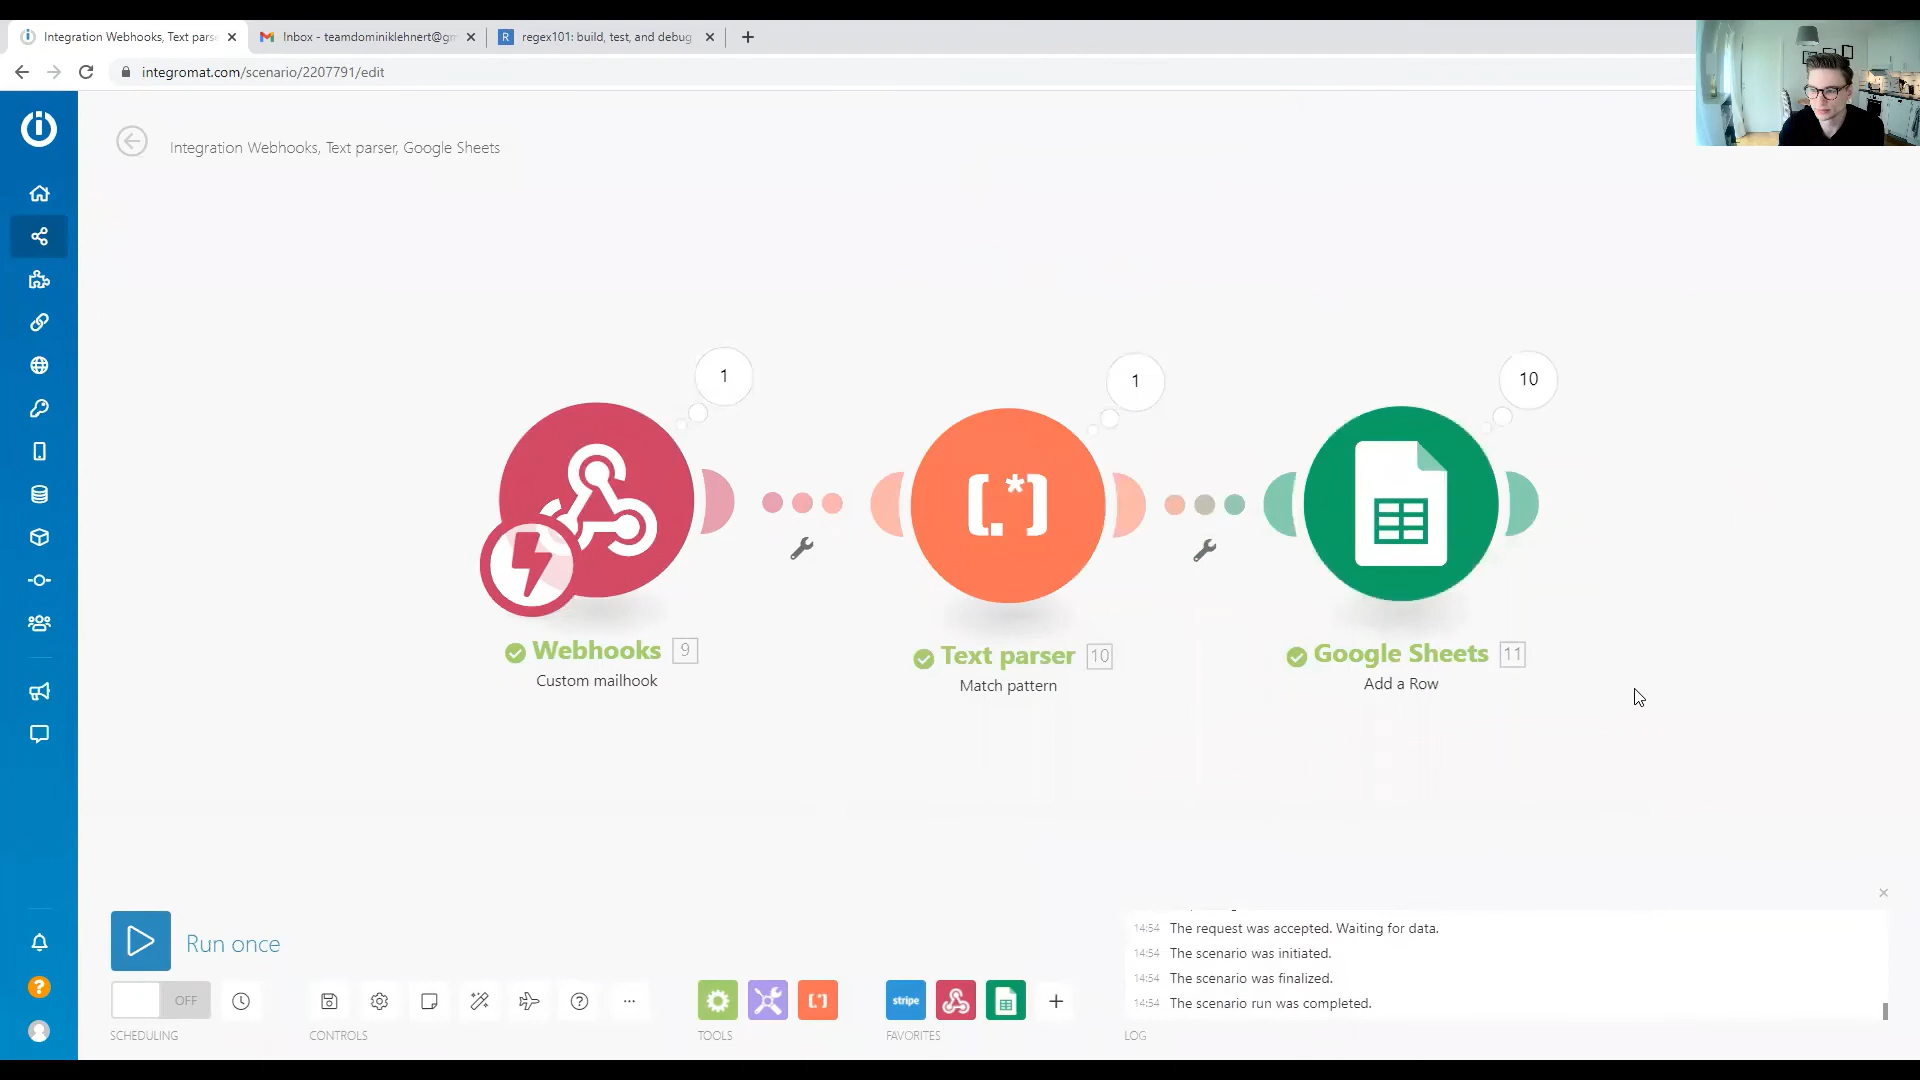 Integration Webhooks, Text parse
Inbox - teamdominiklehnert@gm
regex101: build, test, and debug
integromat.com/scenario/2207791/edit
Integration Webhooks, Text parser, Google Sheets
1
1
10
[.*]
Webhooks 9
Custom mailhook
Text parser 10
Match pattern
Google Sheets 11
Add a Row
Run once
14:54 The request was accepted. Waiting for data.
14:54 The scenario was initiated.
14:54 The scenario was finalized.
14:54 The scenario run was completed.
OFF
stripe
SCHEDULING
CONTROLS
TOOLS
FAVORITES
LOG